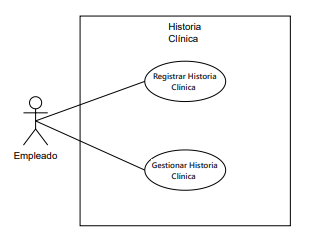 Historia
Clínica
Registrar Historia
Clínica
Empleado
Gestionar Historia
Clínica